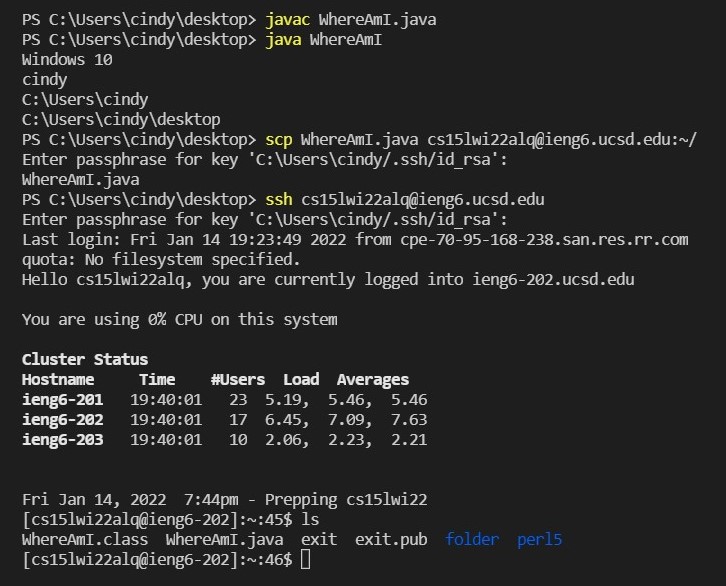 PS C:\Users\cindy\desktop> javac WhereAmI.java
PS C:\Users\cindy\desktop> java WhereAmI
Windows 10
cindy
C:\Users\cindy
C:\Users\cindy\desktop
PS C:\Users\cindy\desktop> scp WhereAmI.java cs15lwi22alq@ieng6.ucsd.edu:~/
Enter passphrase for key 'C:\Users\cindy/.ssh/id_rsa':
WhereAmI.java
PS C:\Users\cindy\desktop> ssh cs15lwi22alq@ieng6.ucsd.edu
Enter passphrase for key 'C:\Users\cindy/.ssh/id_rsa':
Last login: Fri Jan 14 19:23:49 2022 from cpe-70-95-168-238.san.res.rr.com
quota: No filesystem specified.
Hello cs15lwi22alq, you are currently logged into ieng6-202.ucsd.edu
You are using 0% CPU on this system
Cluster Status
Hostname     Time    #Users  Load  Averages
ieng6-201   19:40:01   23  5.19,  5.46,  5.46
ieng6-202   19:40:01   17  6.45,  7.09,  7.63
ieng6-203   19:40:01   10  2.06,  2.23,  2.21
Fri Jan 14, 2022  7:44pm - Prepping cs15lwi22
[cs15lwi22alq@ieng6-202]:~:45$ ls
WhereAmI.class  WhereAmI.java  exit  exit.pub  folder  perl5
[cs15lwi22alq@ieng6-202]:~:46$